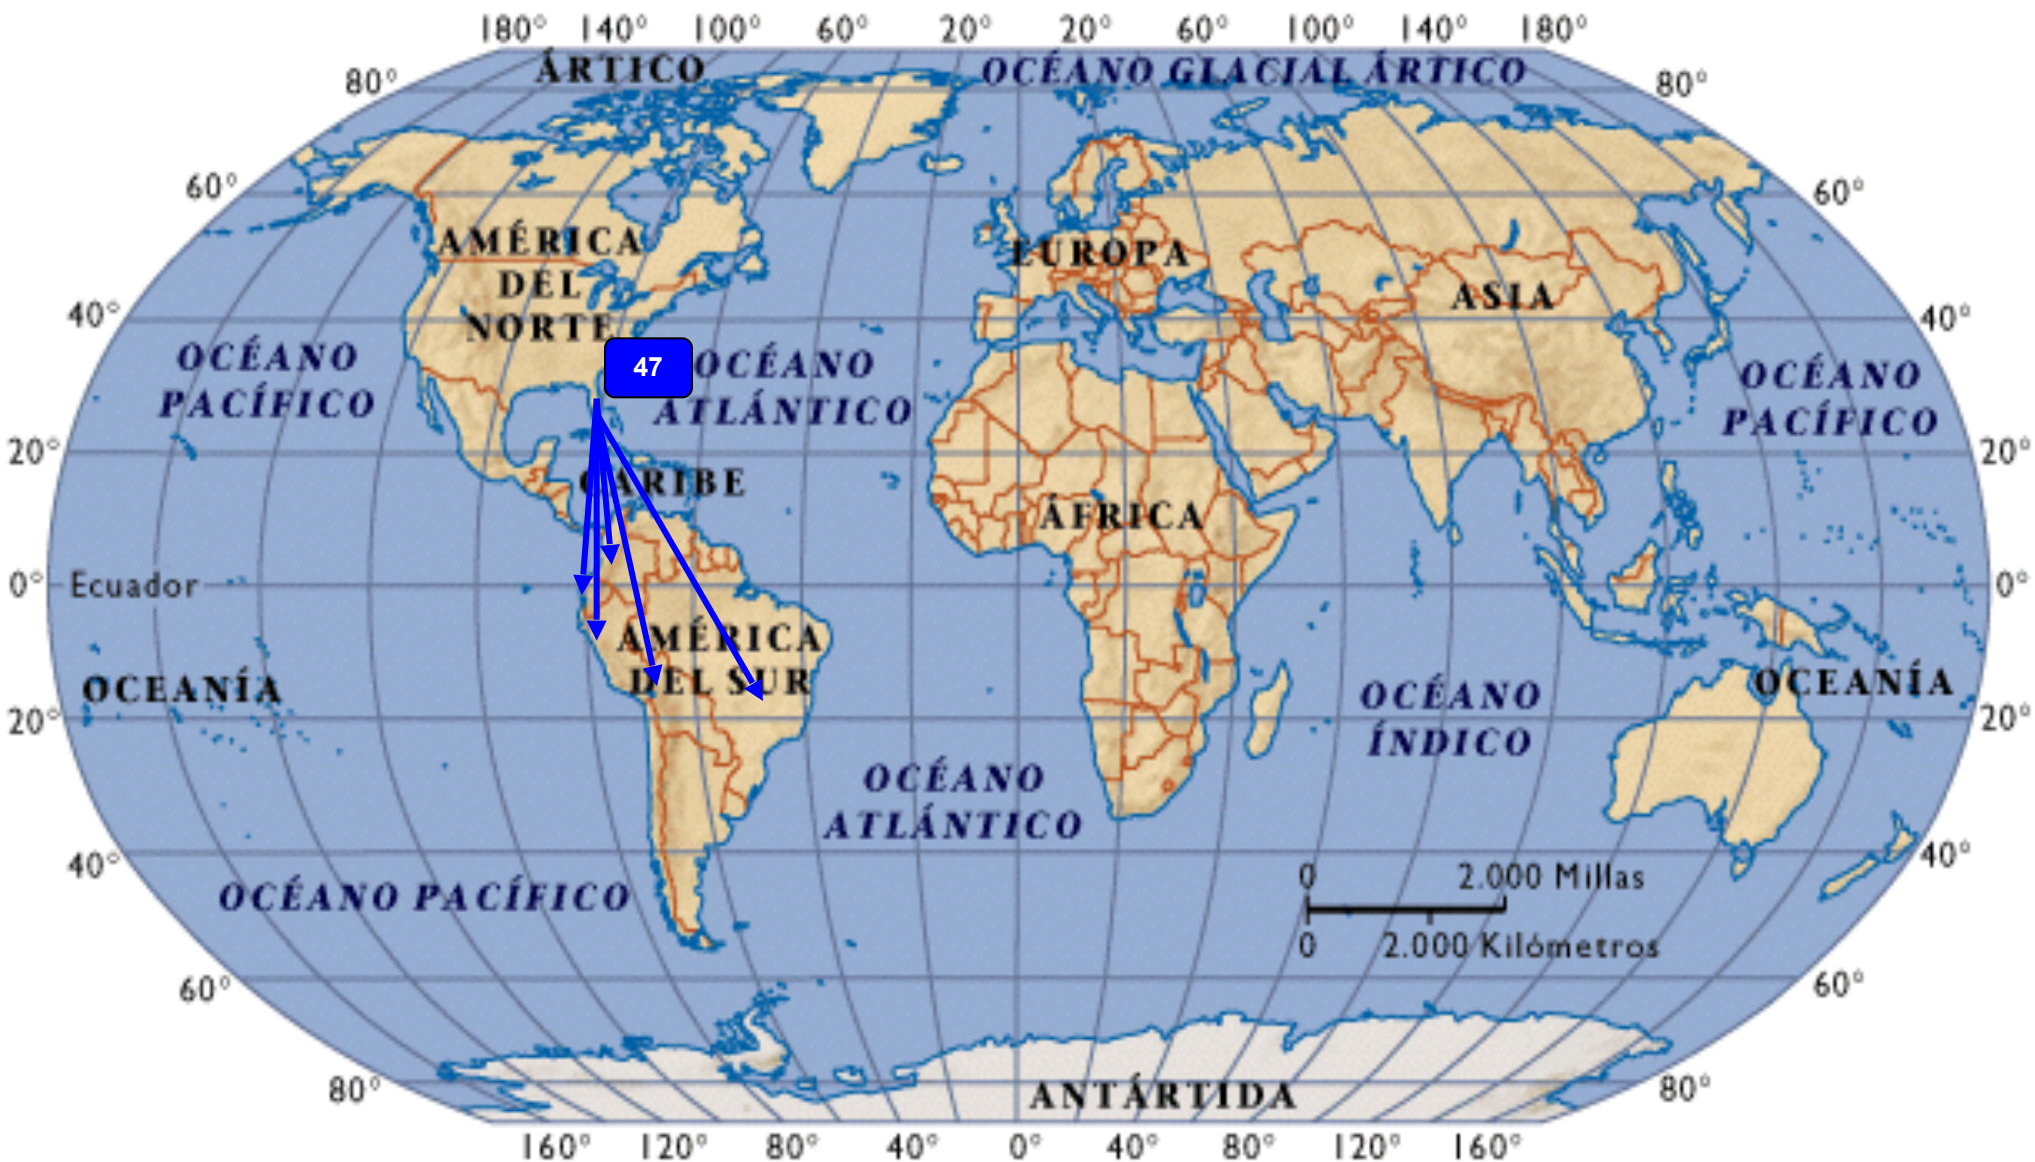 180° 140° 100° 60° 20° 20° 60° 100° 140° 180°
ÁRTICO
OCÉANO GLACIAL ÁRTICO
80°
80°
60°
60°
AMÉRICA
DEL
NORTE
EUROPA
ASIA
40°
40°
47
OCÉANO
PACÍFICO
OCÉANO
ATLÁNTICO
OCÉANO
PACÍFICO
20°
20°
CARIBE
ÁFRICA
0°
Ecuador
0°
AMÉRICA
DEL SUR
OCEANÍA
OCEANÍA
OCÉANO
ÍNDICO
20°
20°
OCÉANO
ATLÁNTICO
40°
40°
OCÉANO PACÍFICO
0 2.000 Millas
0 2.000 Kilómetros
60°
60°
80°
80°
ANTÁRTIDA
160° 120° 80° 40° 0° 40° 80° 120° 160°